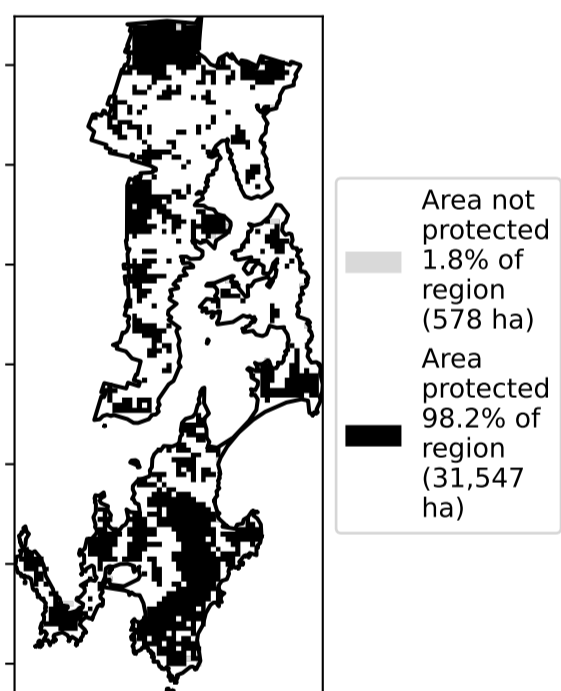 Area not
protected
1.8% of
region
(578 ha)
Area
protected
98.2% of
region
(31,547
ha)